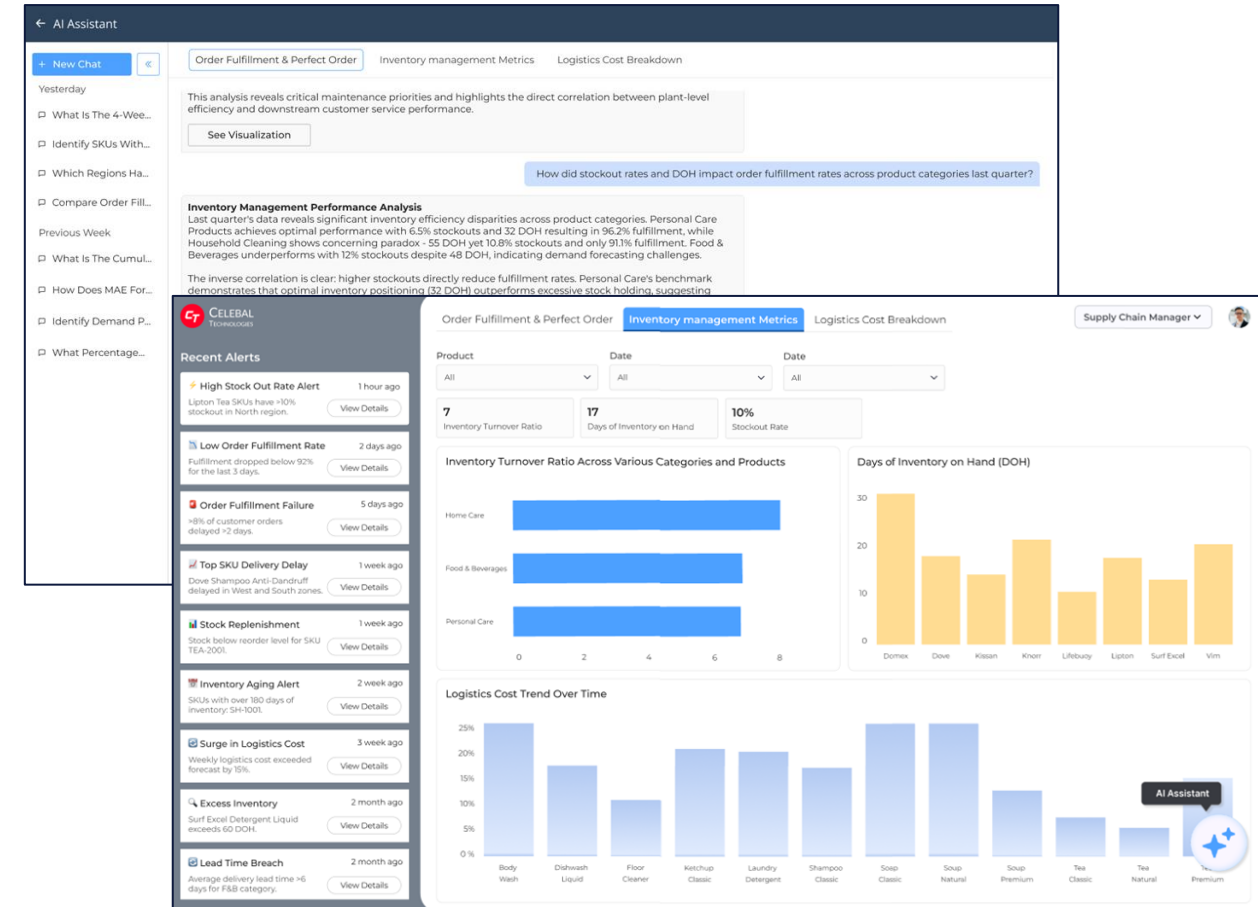 ← AI Assistant
+ New Chat
«
Yesterday
What Is The 4-Wee...
Identify SKUs With...
Which Regions Ha...
Compare Order Fill...
Previous Week
What Is The Cumul...
How Does MAE For...
Identify Demand P...
What Percentage...
Order Fulfillment & Perfect Order
Inventory management Metrics
Logistics Cost Breakdown
This analysis reveals critical maintenance priorities and highlights the direct correlation between plant-level
efficiency and downstream customer service performance.
See Visualization
How did stockout rates and DOH impact order fulfillment rates across product categories last quarter?
Inventory Management Performance Analysis
Last quarter's data reveals significant inventory efficiency disparities across product categories. Personal Care
Products achieves optimal performance with 6.5% stockouts and 32 DOH resulting in 96.2% fulfillment, while
Household Cleaning shows concerning paradox - 55 DOH yet 10.8% stockouts and only 91.1% fulfillment. Food &
Beverages underperforms with 12% stockouts despite 48 DOH, indicating demand forecasting challenges.
The inverse correlation is clear: higher stockouts directly reduce fulfillment rates. Personal Care's benchmark
demonstrates that optimal inventory positioning (32 DOH) outperforms excessive stock holding, suggesting
CT CELEBAL
TECHNOLOGIES
Recent Alerts
High Stock Out Rate Alert
1 hour ago
Lipton Tea SKUs have >10%
stockout in North region.
View Details
Low Order Fulfillment Rate
2 days ago
Fulfillment dropped below 92%
for the last 3 days.
View Details
Order Fulfillment Failure
5 days ago
>8% of customer orders
delayed >2 days.
View Details
Top SKU Delivery Delay
1 week ago
Dove Shampoo Anti-Dandruff
delayed in West and South zones.
View Details
Stock Replenishment
1 week ago
Stock below reorder level for SKU
TEA-2001.
View Details
Inventory Aging Alert
2 week ago
SKUs with over 180 days of
inventory: SH-1001.
View Details
Surge in Logistics Cost
3 week ago
Weekly logistics cost exceeded
forecast by 15%.
View Details
Excess Inventory
2 month ago
Surf Excel Detergent Liquid
exceeds 60 DOH.
View Details
Lead Time Breach
2 month ago
Average delivery lead time >6
days for F&B category.
View Details
Order Fulfillment & Perfect Order
Inventory management Metrics
Logistics Cost Breakdown
Supply Chain Manager
Product
Date
Date
All
All
All
7
Inventory Turnover Ratio
17
Days of Inventory on Hand
10%
Stockout Rate
Inventory Turnover Ratio Across Various Categories and Products
Home Care
Food & Beverages
Personal Care
0 2 4 6 8
Days of Inventory on Hand (DOH)
30
20
10
0
Domex Dove Kissan Knorr Lifebuoy Lipton Surf Excel Vim
Logistics Cost Trend Over Time
25%
20%
15%
10%
5%
0 %
Body Wash
Dishwash Liquid
Floor Cleaner
Ketchup Classic
Laundry Detergent
Shampoo Classic
Soap Classic
Soup Natural
Soup Premium
Tea Classic
Tea Natural
Premium
AI Assistant